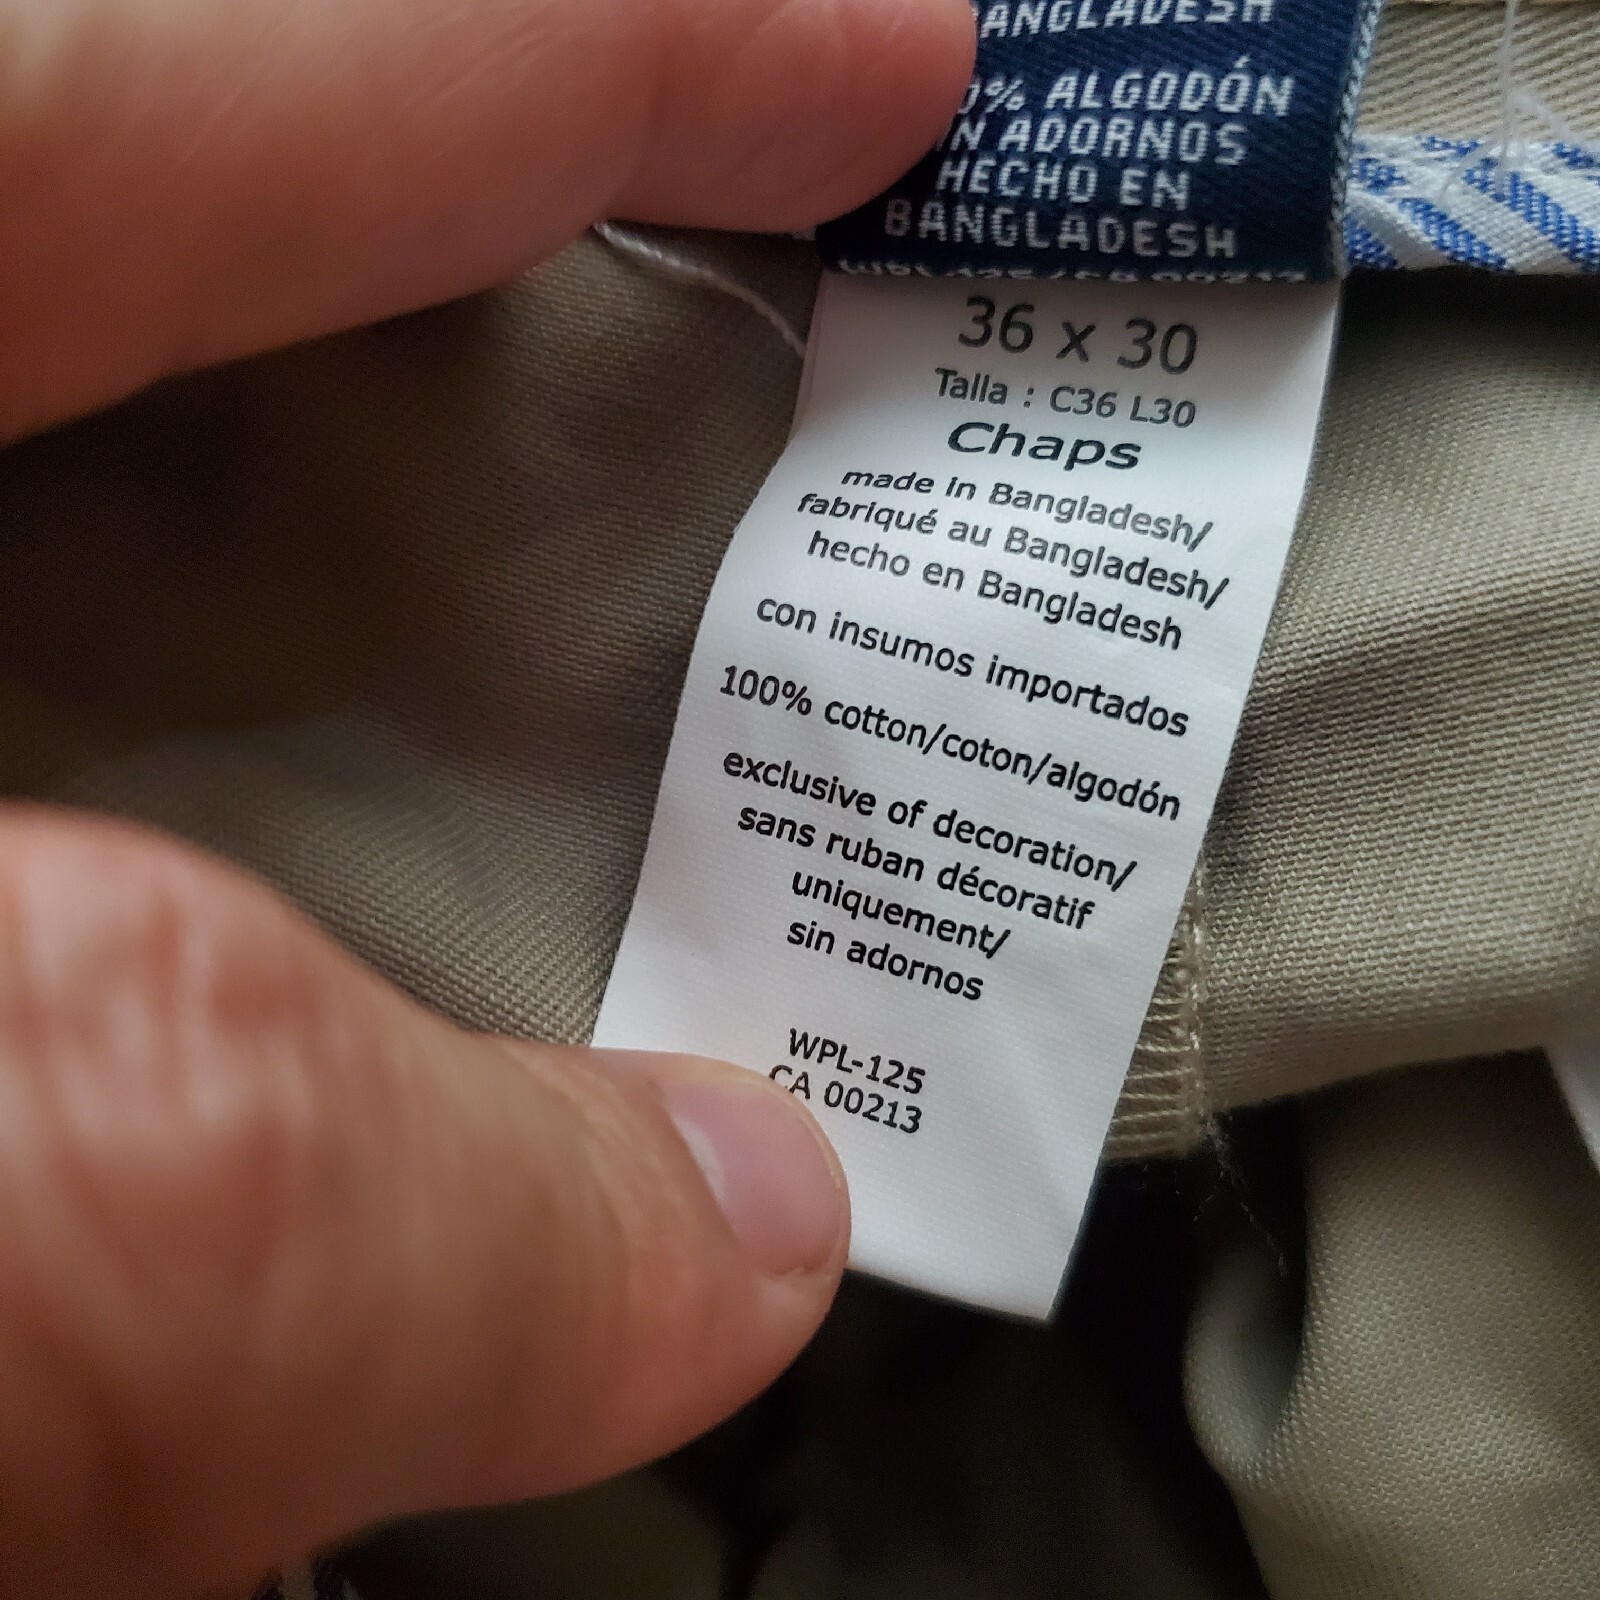 BANGLADESH
% ALGODÓN
ADORNOS
HECHO EN
BANGLADESH
36 x 30
Talla : C36 L30
Chaps
made in Bangladesh/
fabriqué au Bangladesh/
hecho en Bangladesh
con insumos importados
100% cotton/coton/algodón
exclusive of decoration/
sans ruban décoratif
uniquement/
sin adornos
WPL-125
CA 00213